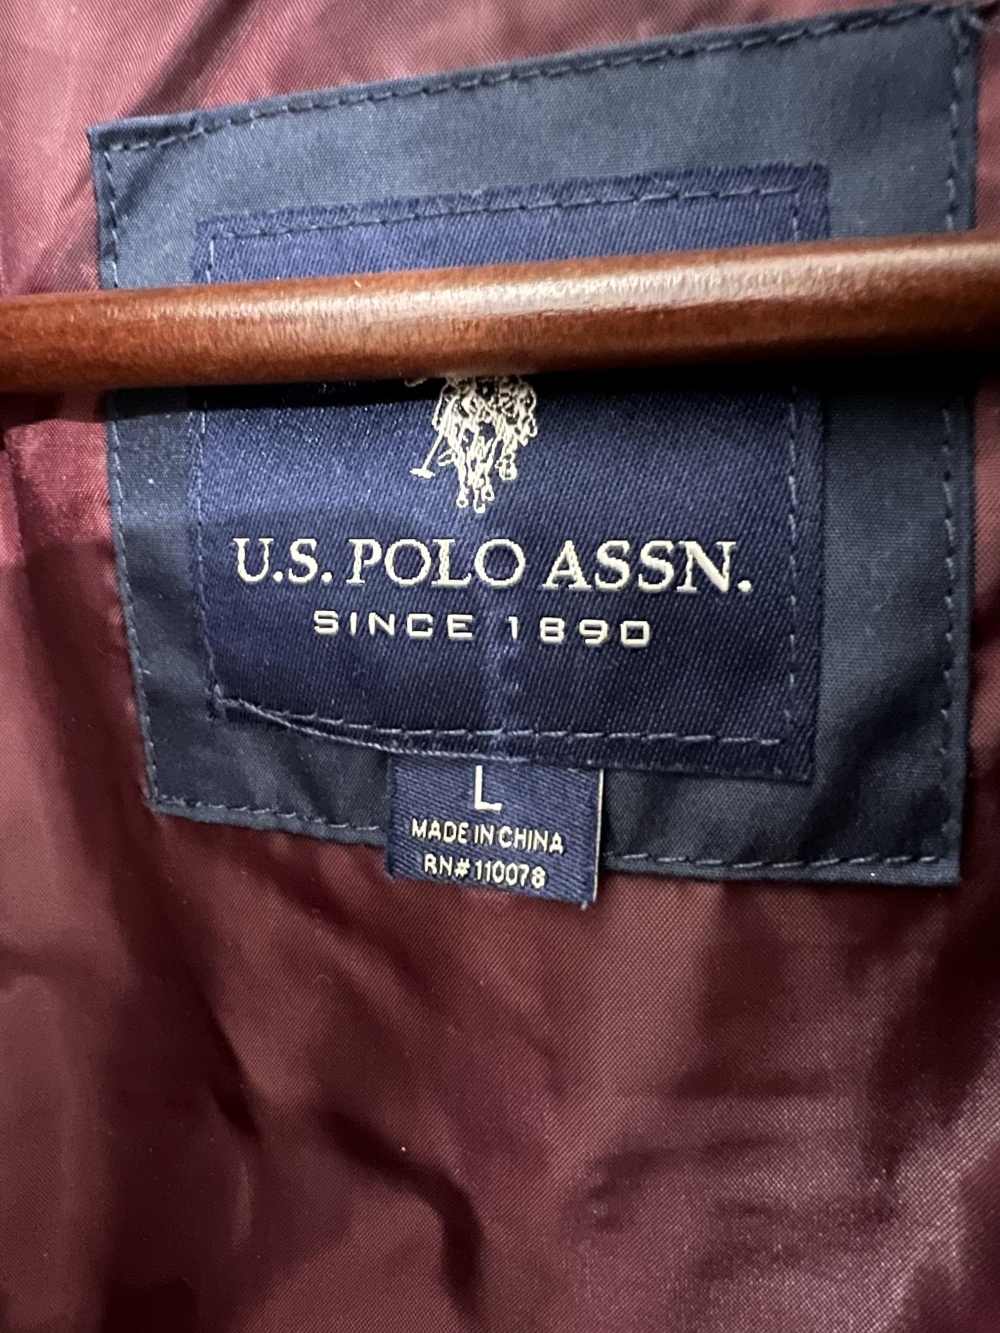 U.S. POLO ASSN.
SINCE 1890
L
MADE IN CHINA
RN# 110078